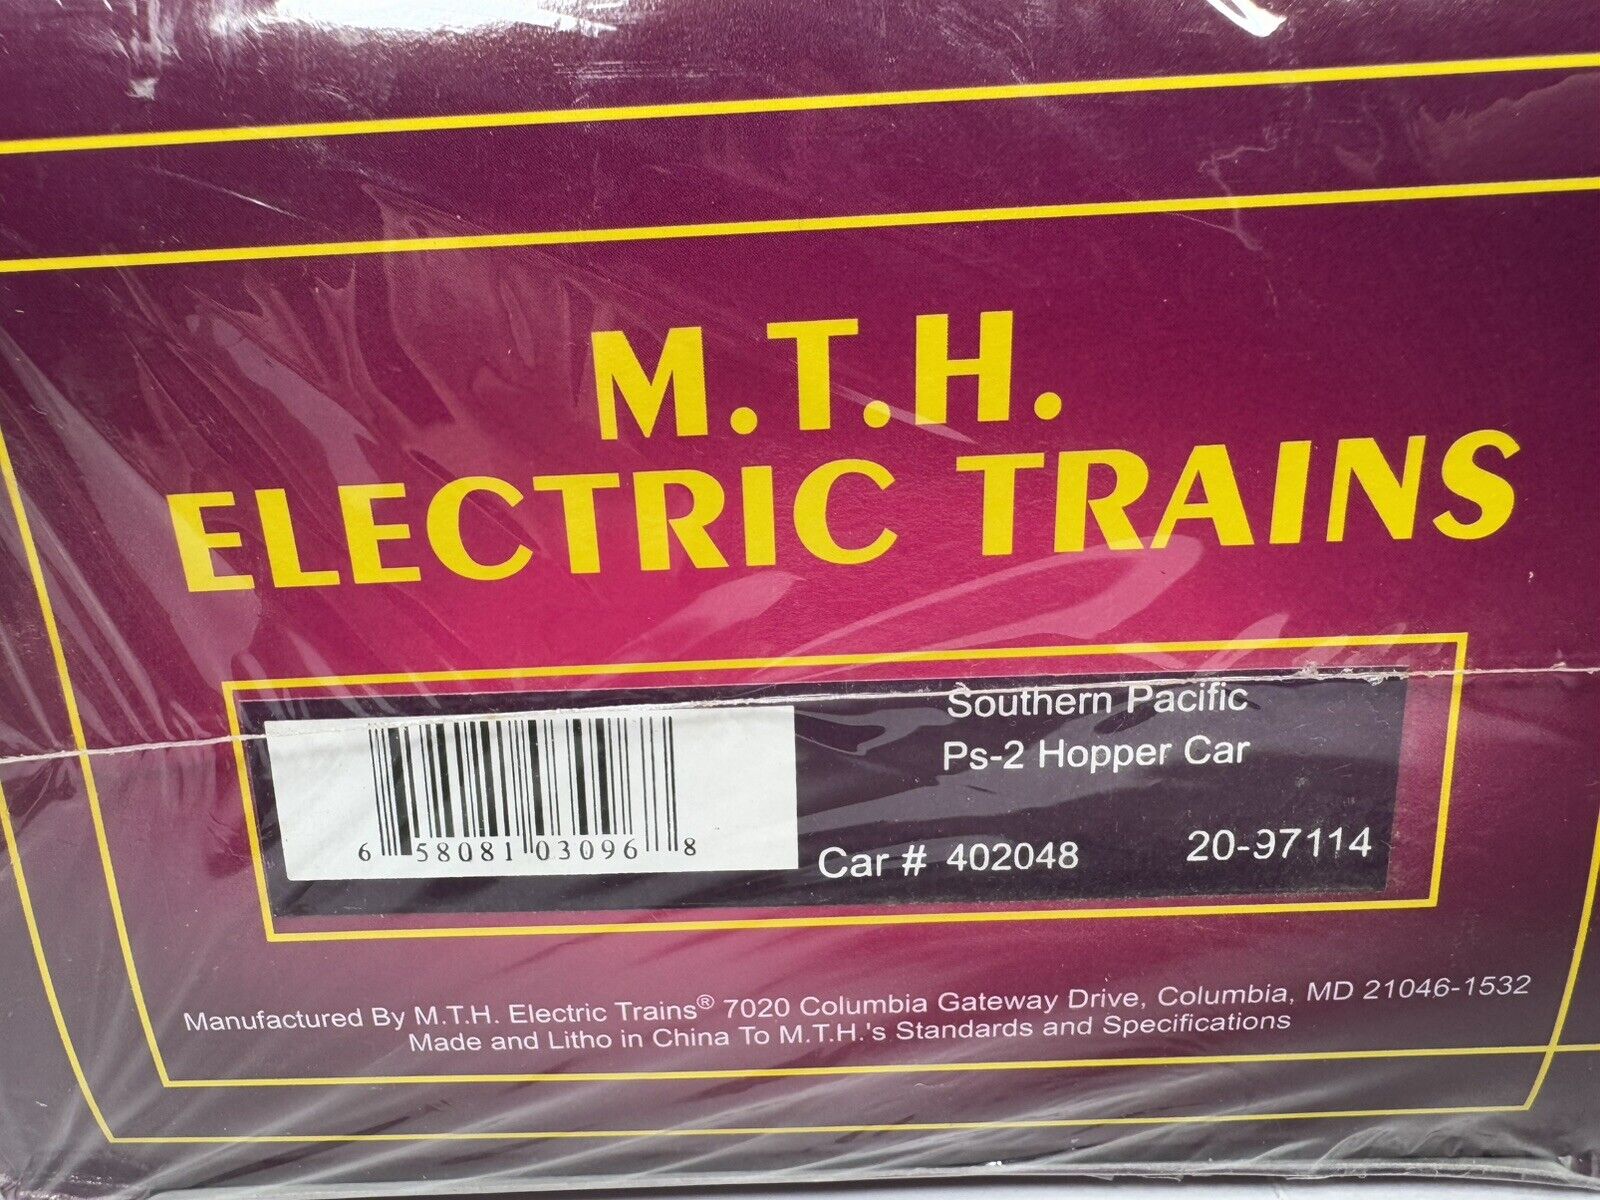 M.T.H.
ELECTRIC TRAINS
Southern Pacific
Ps-2 Hopper Car
6 58081 03096 8
Car # 402048 20-97114
Manufactured By M.T.H. Electric Trains® 7020 Columbia Gateway Drive, Columbia, MD 21046-1532
Made and Litho in China To M.T.H.'s Standards and Specifications